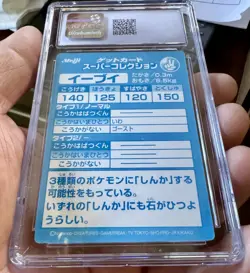 Meiji
ゲットカード
スーパーコレクション
イーブイ
たかさ/0.3m
おもさ/6.5kg
こうげき ぼうぎょ すばやさ とくしゅ
140 125 120 150
タイプ1/ノーマル
こうかはばつぐん
こうかはいまひとつ いわ
こうかがない ゴースト
タイプ2/ー
こうかはばつぐん
こうかはいまひとつ
こうかがない
3種類のポケモンに「しんか」する
可能性をもっている。
いずれの「しんか」にも石がひつ
ようらしい。